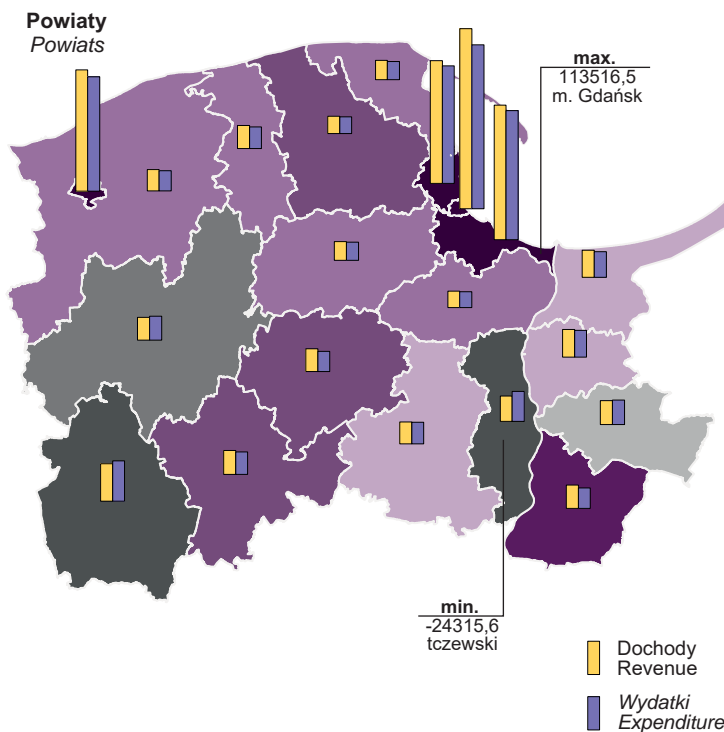 Powiaty
Powiats
max.
113516,5
m. Gdańsk
min.
-24315,6
tczewski
Dochody
Revenue
Wydatki
Expenditure